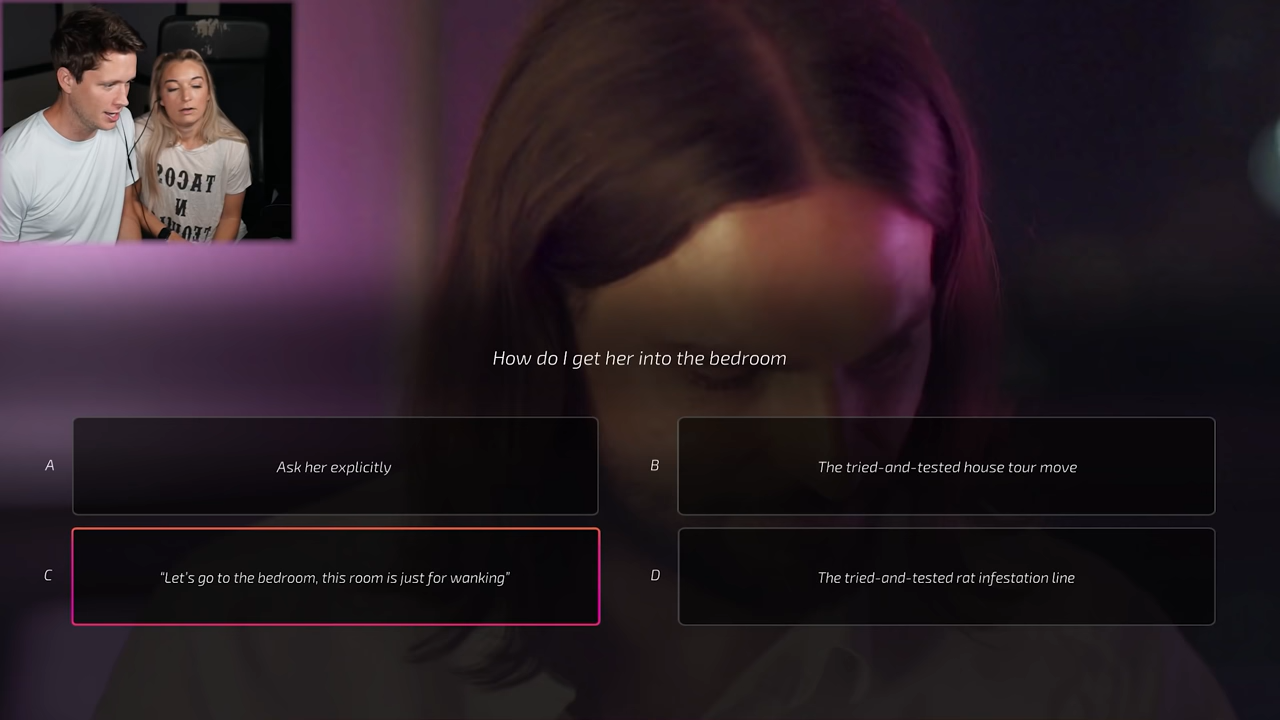 TACOS
N
How do I get her into the bedroom
A
Ask her explicitly
B
The tried-and-tested house tour move
C
“Let's go to the bedroom, this room is just for wanking”
D
The tried-and-tested rat infestation line